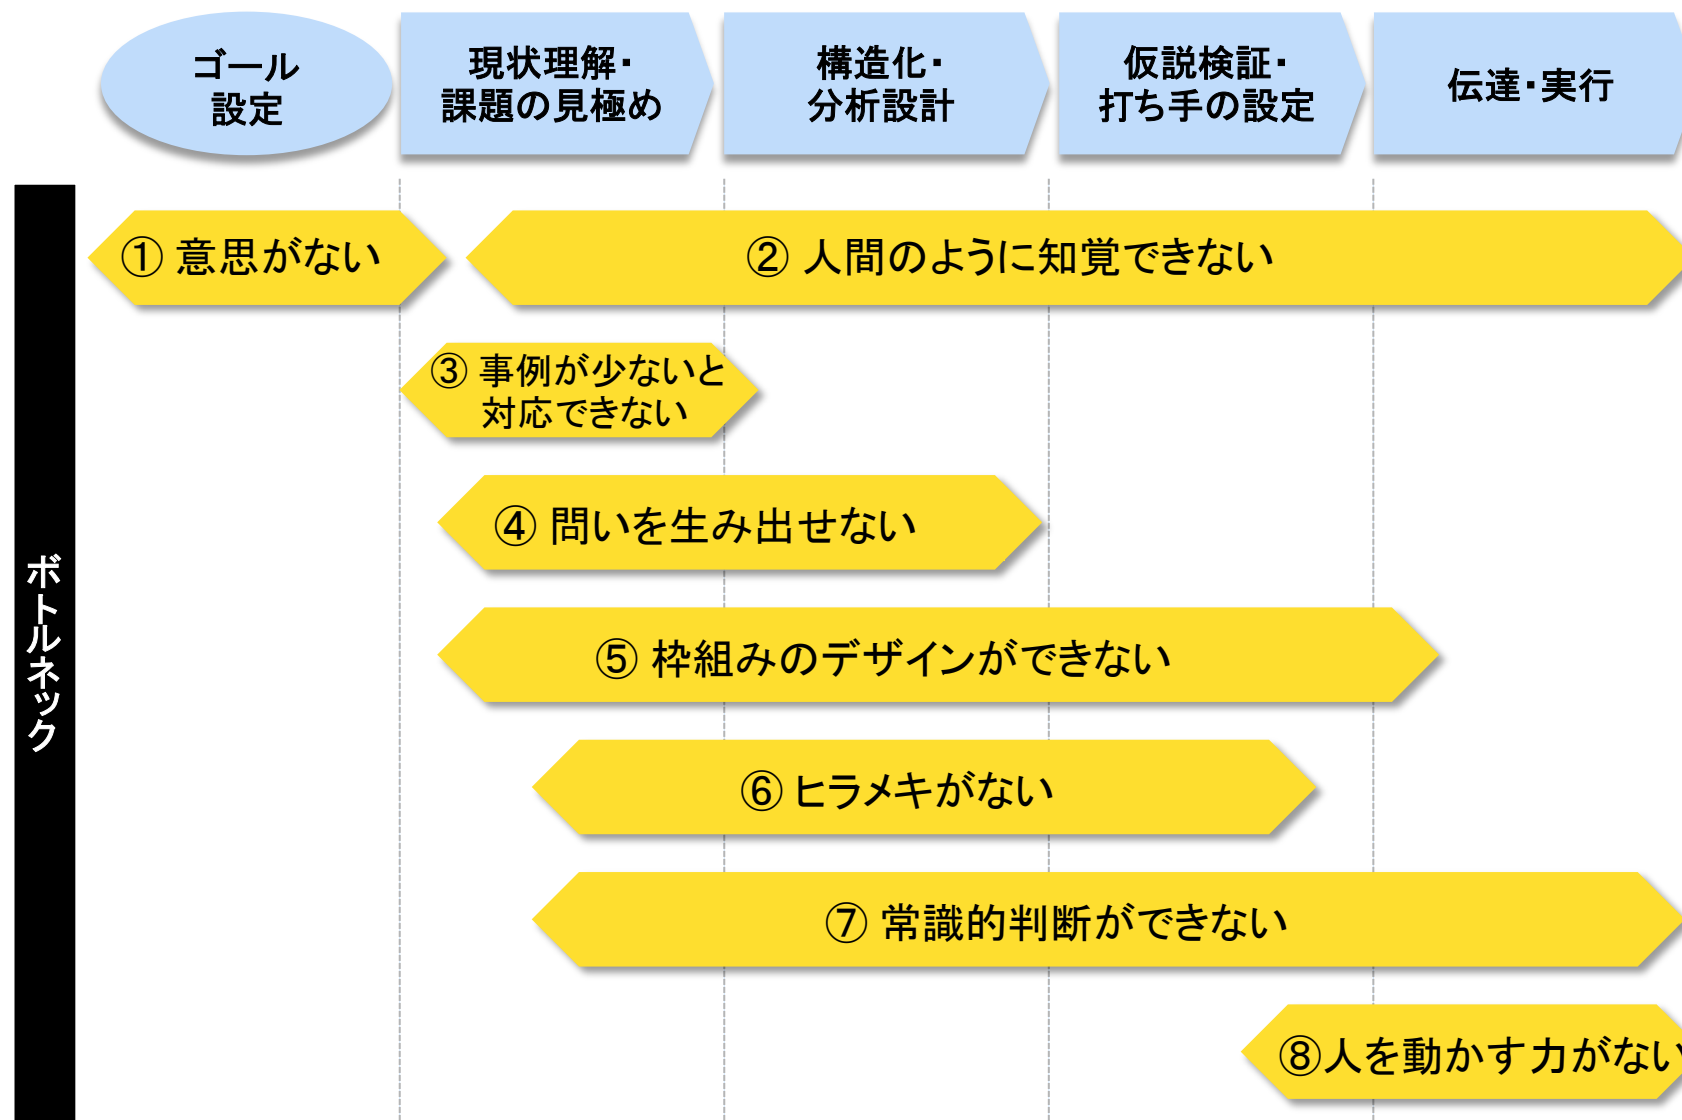 ゴール
設定
現状理解・
課題の見極め
構造化・
分析設計
仮説検証・
打ち手の設定
伝達・実行
ボトルネック
① 意思がない
② 人間のように知覚できない
③ 事例が少ないと
対応できない
④ 問いを生み出せない
⑤ 枠組みのデザインができない
⑥ ヒラメキがない
⑦ 常識的判断ができない
⑧人を動かす力がない